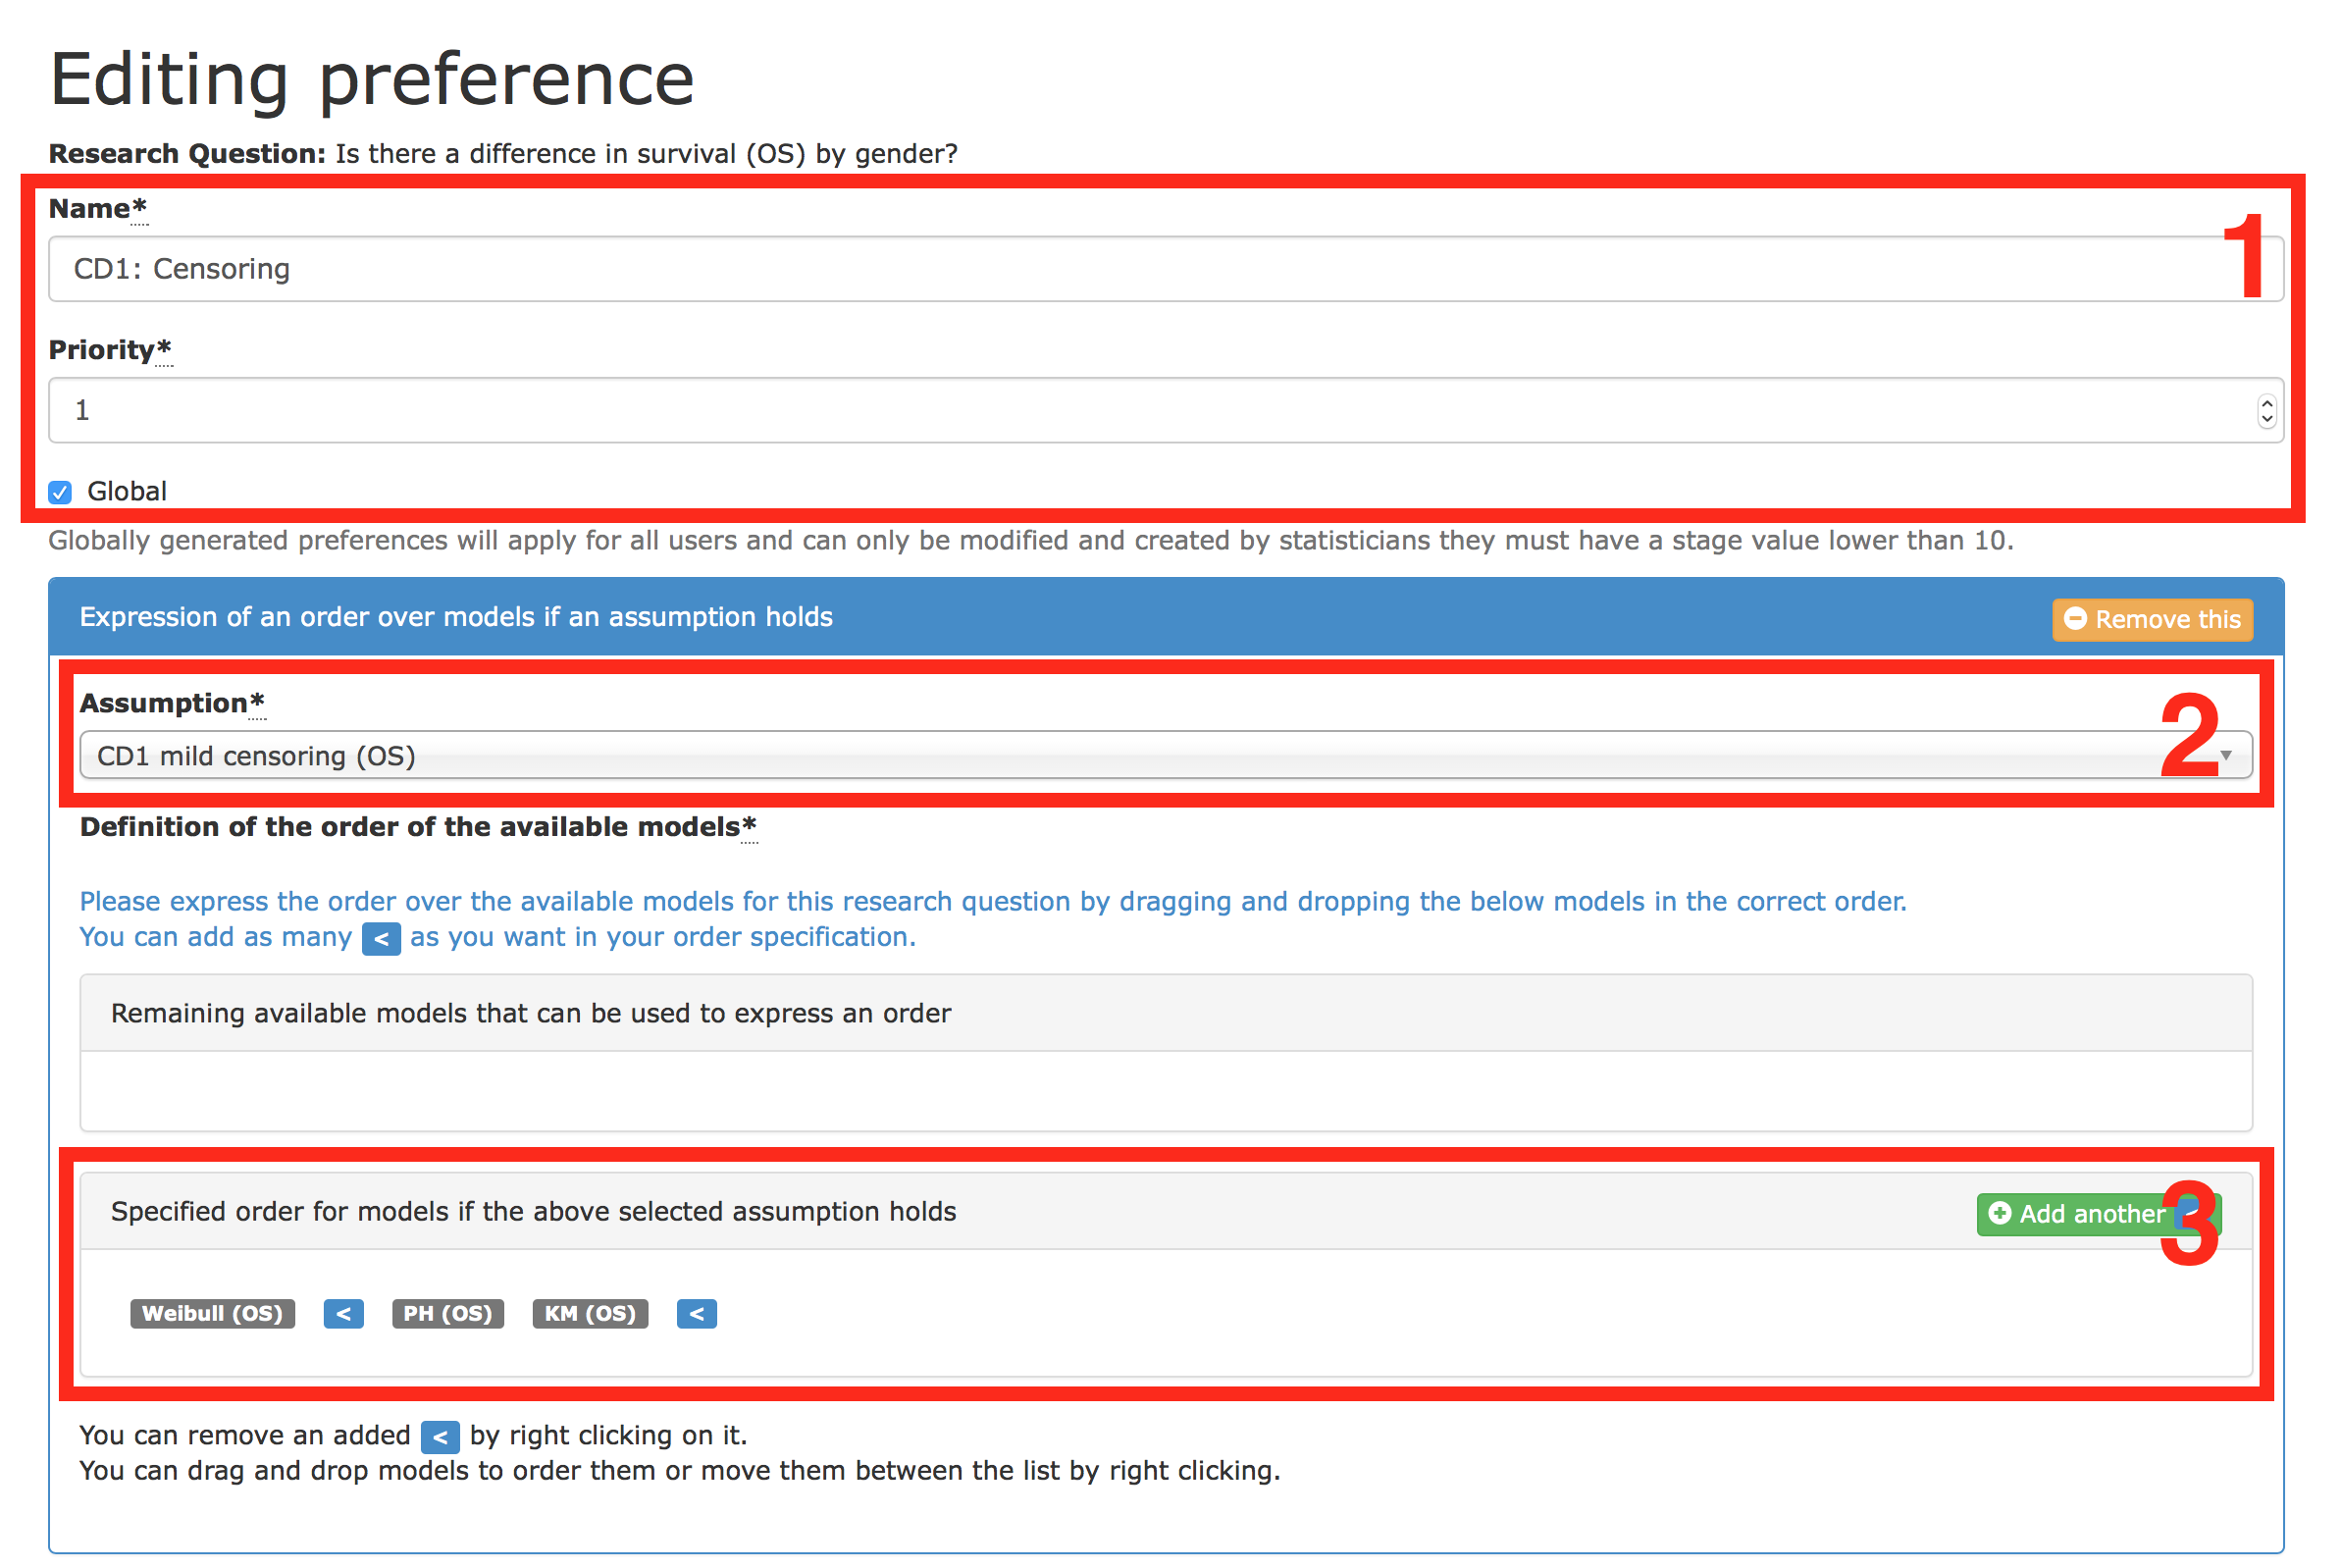 Editing preference
Research Question: Is there a difference in survival (OS) by gender?
Name*
1
CD1: Censoring
Priority*
1
Global
Globally generated preferences will apply for all users and can only be modified and created by statisticians they must have a stage value lower than 10.
Expression of an order over models if an assumption holds Remove this
Assumption*
2
CD1 mild censoring (OS)
Definition of the order of the available models*
Please express the order over the available models for this research question by dragging and dropping the below models in the correct order.
You can add as many < as you want in your order specification.
Remaining available models that can be used to express an order
Specified order for models if the above selected assumption holds Add another <
3
Weibull (OS) < PH (OS) KM (OS) <
You can remove an added < by right clicking on it.
You can drag and drop models to order them or move them between the list by right clicking.